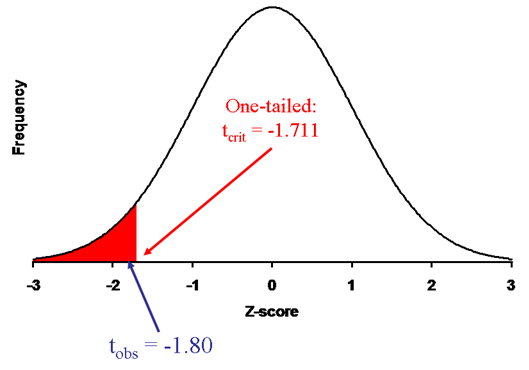 Frequency
One-tailed:
tcrit = -1.711
-3 -2 -1 0 1 2 3
Z-score
tobs = -1.80